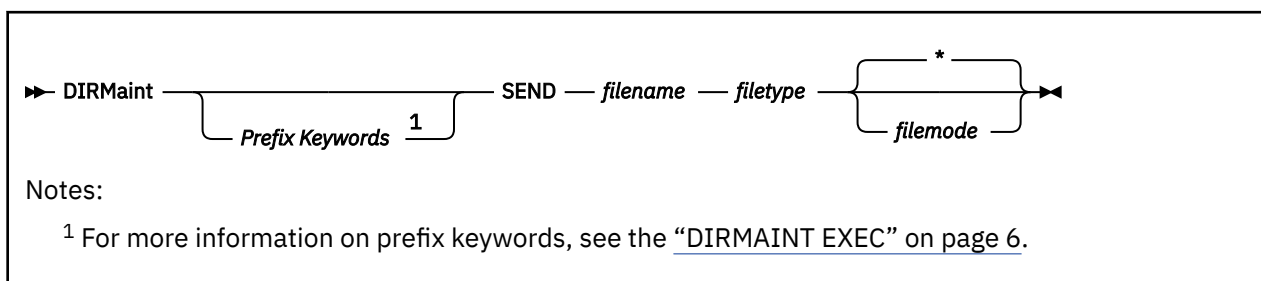 *
DIRMaint SEND filename filetype
Prefix Keywords 1 filemode
Notes:
1 For more information on prefix keywords, see the “DIRMAINT EXEC” on page 6.